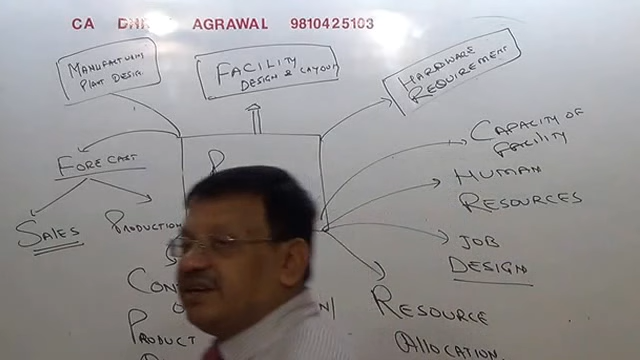 CA AGRAWAL 9810425103
MANUFACTURING
PLANT DESIGN
FACILITY
DESIGN & LAYOUT
HARDWARE
REQUIREMENT
FORECAST
SALES
PRODUCTION
CAPACITY OF
FACILITY
HUMAN
RESOURCES
JOB
DESIGN
RESOURCE
ALLOCATION
PRODUCT